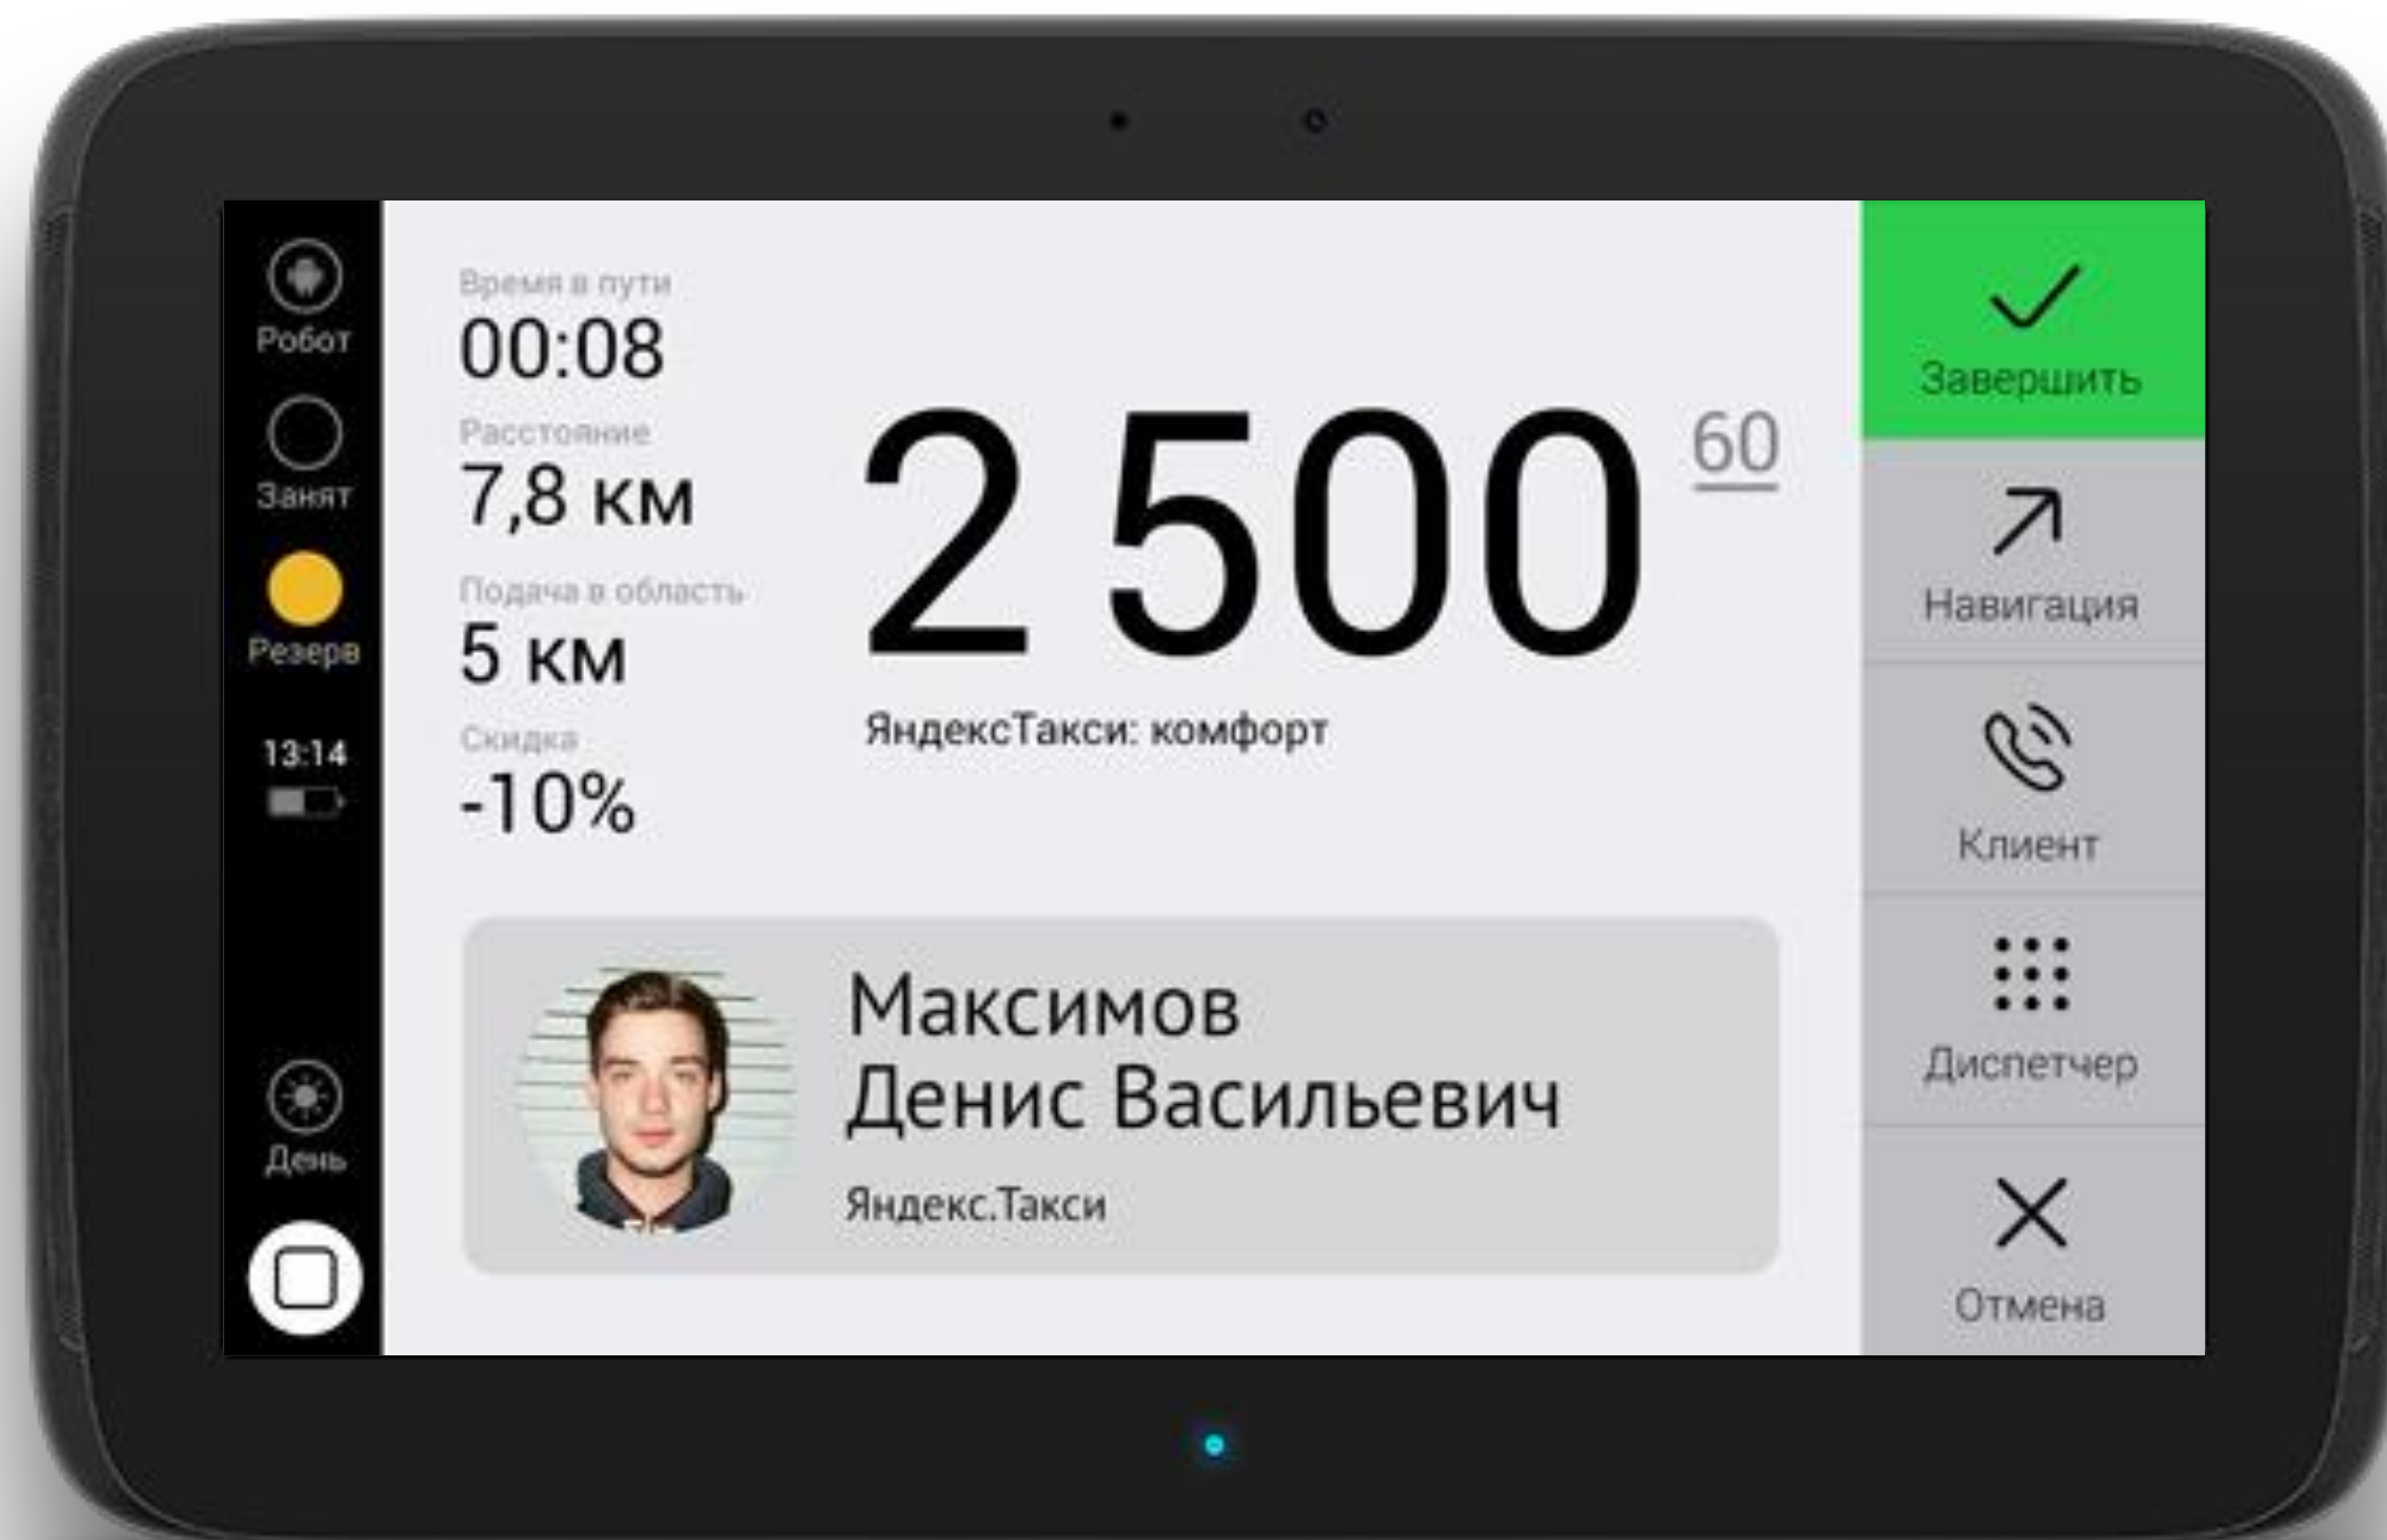 Робот
Занят
Резерв
13:14
День
Время в пути
00:08
Расстояние
7,8 км
Подача в область
5 км
Скидка
-10%
2 500 60
ЯндексТакси: комфорт
Максимов
Денис Васильевич
Яндекс.Такси
Завершить
Навигация
Клиент
Диспетчер
Отмена